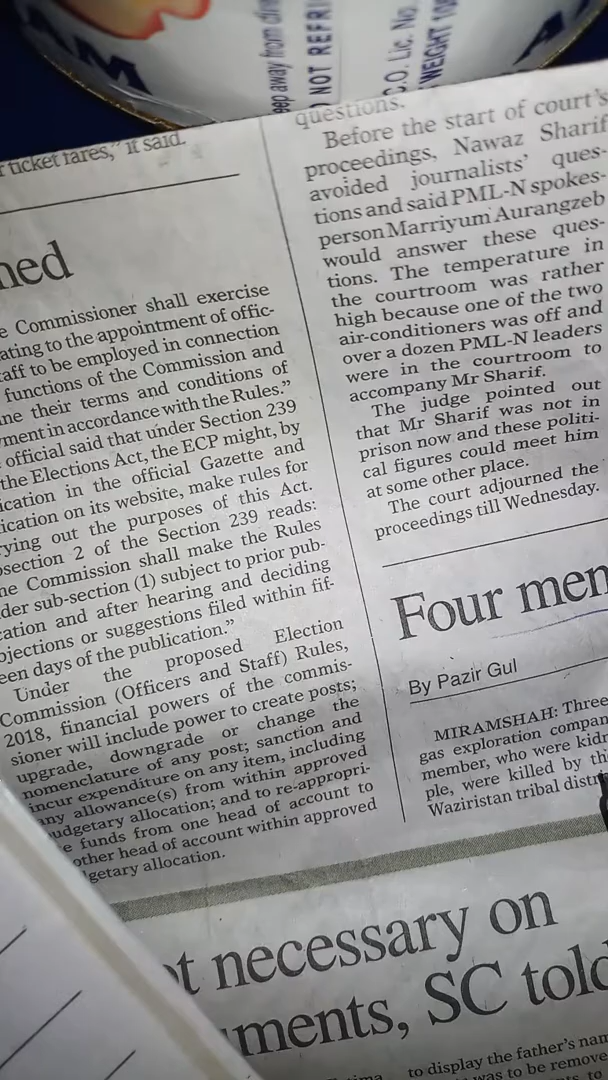 NOT REFRI
C.O. Lic. No.
WEIGHT
ticket fares," it said.
Commissioner shall exercise
ating to the appointment of offic-
aff to be employed in connection
functions of the Commission and
ne their terms and conditions of
ment in accordance with the Rules."
official said that under Section 239
the Elections Act, the ECP might, by
ication in the official Gazette and
ication on its website, make rules for
rying out the purposes of this Act.
section 2 of the Section 239 reads:
he Commission shall make the Rules
der sub-section (1) subject to prior pub-
cation and after hearing and deciding
bjections or suggestions filed within fif-
een days of the publication."
Under the proposed Election
Commission (Officers and Staff) Rules,
2018, financial powers of the commis-
sioner will include power to create posts;
upgrade, downgrade or change the
nomenclature of any post; sanction and
incur expenditure on any item, including
any allowance(s) from within approved
udgetary allocation; and to re-appropri-
e funds from one head of account to
other head of account within approved
getary allocation.
questions.
Before the start of court's
proceedings, Nawaz Sharif
avoided journalists' ques-
tions and said PML-N spokes-
person Marriyum Aurangzeb
would answer these ques-
tions. The temperature in
the courtroom was rather
high because one of the two
air-conditioners was off and
over a dozen PML-N leaders
were in the courtroom to
accompany Mr Sharif.
The judge pointed out
that Mr Sharif was not in
prison now and these politi-
cal figures could meet him
at some other place.
The court adjourned the
proceedings till Wednesday.
Four men
By Pazir Gul
MIRAMSHAH: Three
gas exploration compan
member, who were kidn
ple, were killed by th
Waziristan tribal distr
ot necessary on
uments, SC told
to display the father's nam
was to be remove